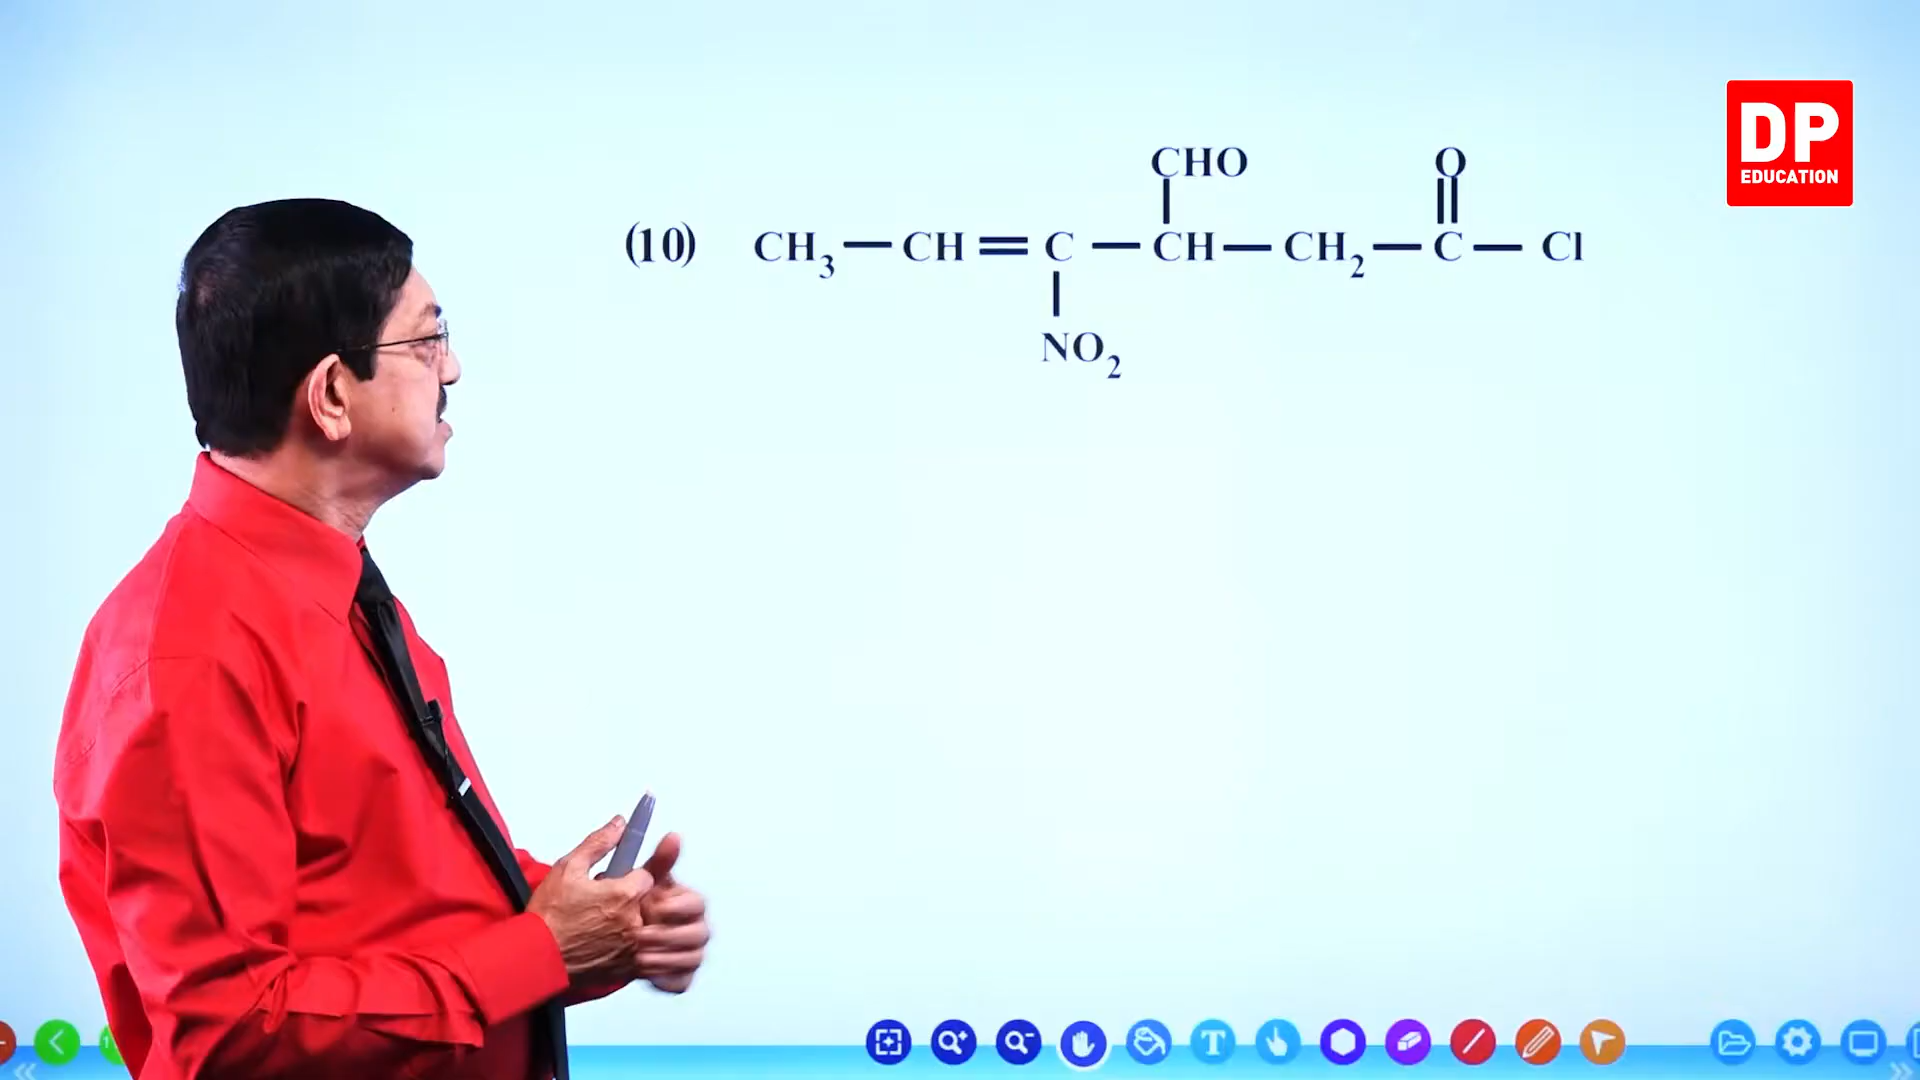 DP
EDUCATION
CHO O
(10) CH₃ — CH = C — CH — CH₂ — C — Cl
NO₂